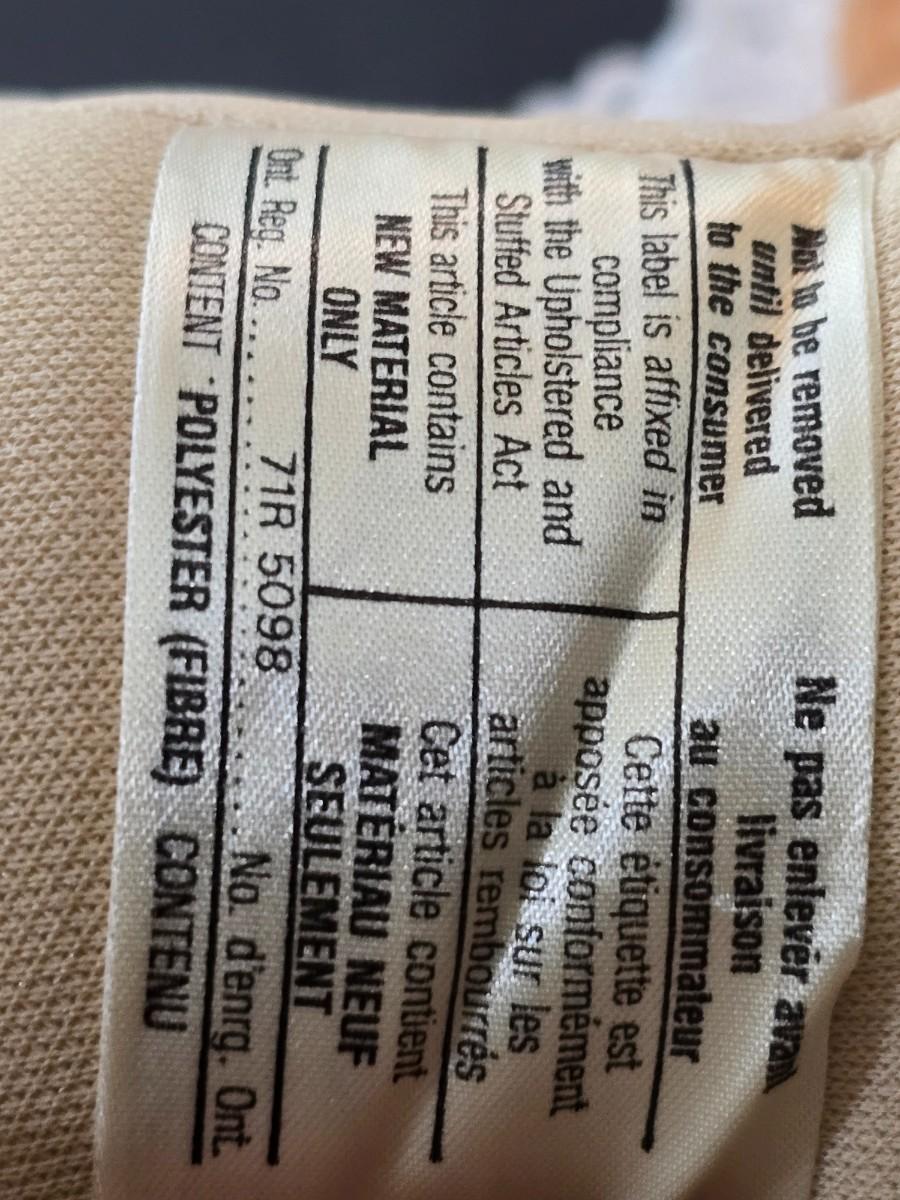 Not to be removed
until delivered
to the consumer
Ne pas enlever avant
livraison
au consommateur
This label is affixed in
compliance
with the Upholstered and
Stuffed Articles Act
Cette étiquette est
apposée conformément
à la loi sur les
articles rembourrés
This article contains
NEW MATERIAL
ONLY
Cet article contient
MATÉRIAU NEUF
SEULEMENT
Ont. Reg. No. 71R 5098 No. d'enrg. Ont.
CONTENT : POLYESTER (FIBRE) CONTENU